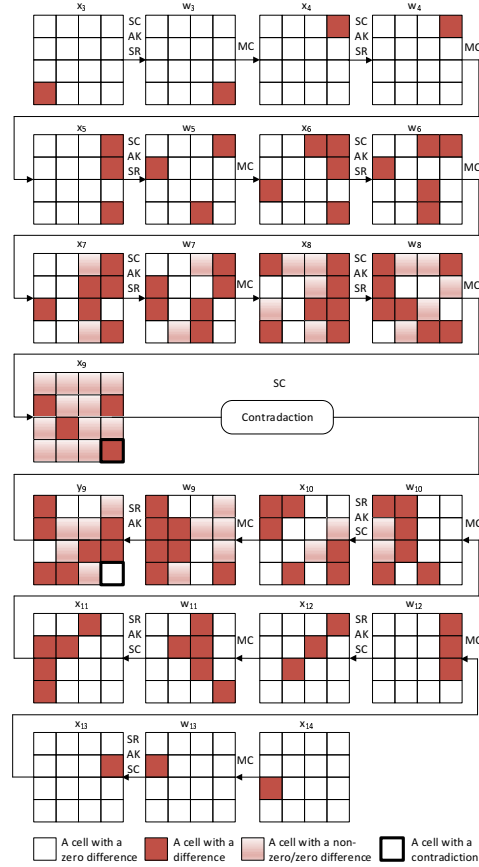 x3 SC w3 x4 SC w4
AK MC AK MC
SR SR
x5 SC w5 x6 SC w6
AK MC AK MC
SR SR
x7 SC w7 x8 SC w8
AK MC AK MC
SR SR
x9
SC
Contradaction
y9 SR w9 x10 SR w10
AK MC AK MC
SC
x11 SR w11 x12 SR w12
AK MC AK MC
SC SC
x13 SR w13 x14
AK MC
SC
A cell with a zero difference
A cell with a difference
A cell with a non-zero/zero difference
A cell with a contradiction